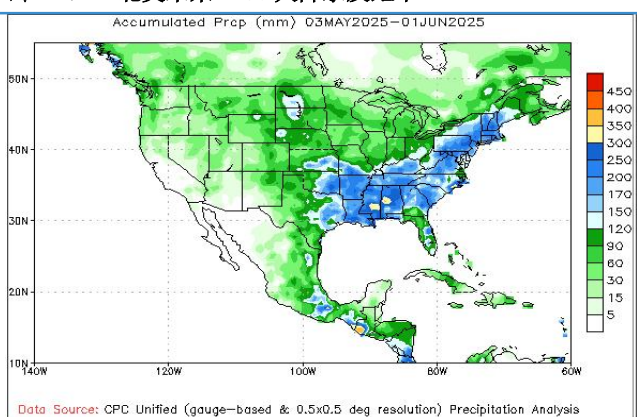 Accumulated Prcp (mm) 03MAY2025-01JUN2025
50N
40N
30N
20N
10N
140W
120W
100W
80W
60W
450
400
350
300
250
200
170
150
120
90
60
30
15
5
Data Source: CPC Unified (gauge-based & 0.5x0.5 deg resolution) Precipitation Analysis